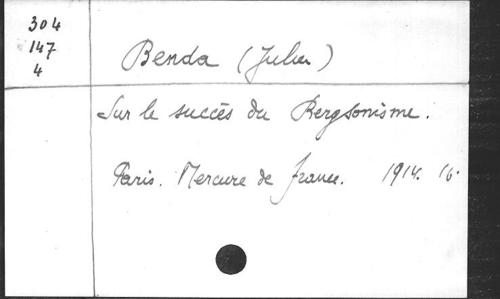 304
147
4
Benda (Julien)
Sur le succès du Bergsonisme.
Paris. Mercure de France. 1914. 16.